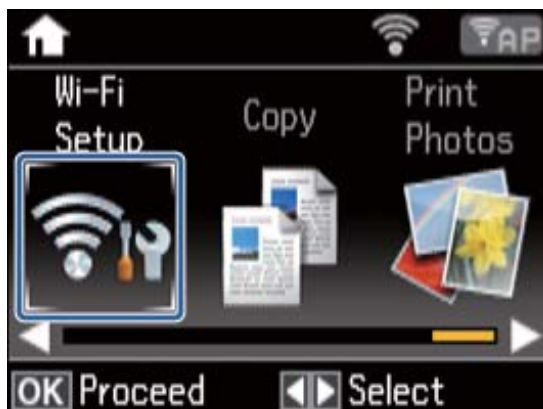 AP
Wi-Fi
Setup
Copy
Print
Photos
OK Proceed
Select